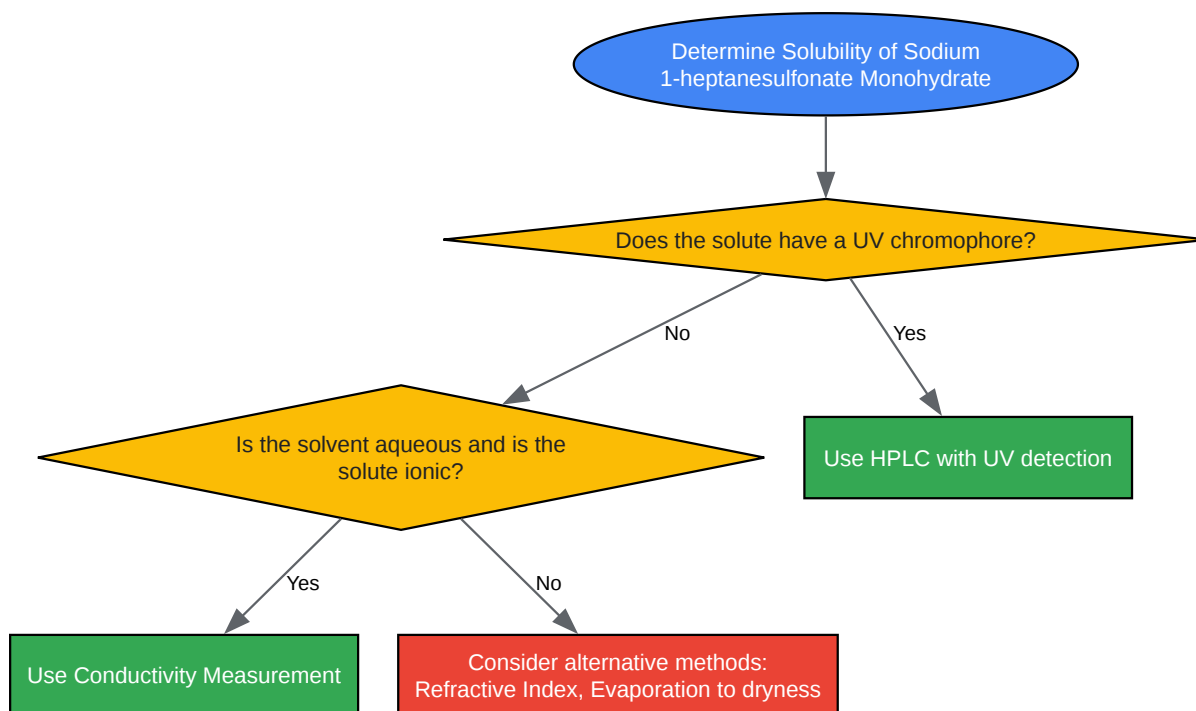 Determine Solubility of Sodium
1-heptanesulfonate Monohydrate
Does the solute have a UV chromophore?
No
Yes
Is the solvent aqueous and is the
solute ionic?
Use HPLC with UV detection
Yes
No
Use Conductivity Measurement
Consider alternative methods:
Refractive Index, Evaporation to dryness